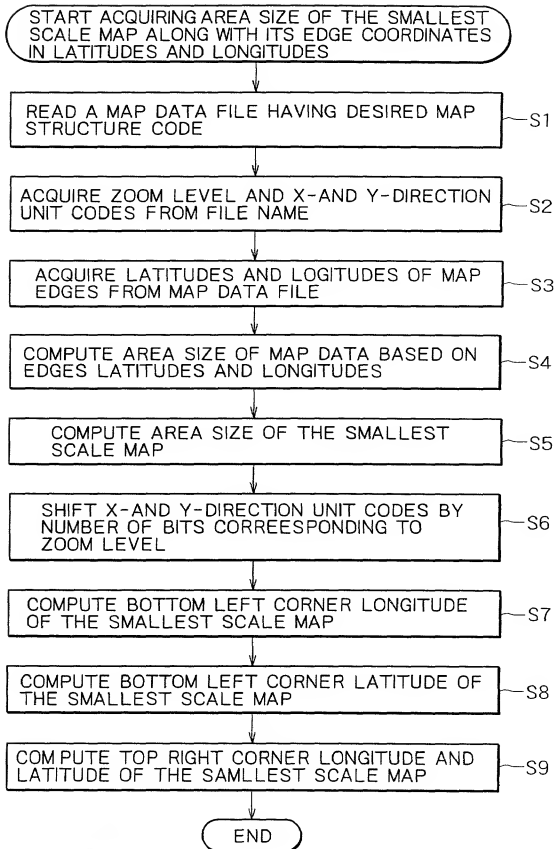 START ACQUIRING AREA SIZE OF THE SMALLEST
SCALE MAP ALONG WITH ITS EDGE COORDINATES
IN LATITUDES AND LONGITUDES
READ A MAP DATA FILE HAVING DESIRED MAP
STRUCTURE CODE
S1
ACQUIRE ZOOM LEVEL AND X-AND Y-DIRECTION
UNIT CODES FROM FILE NAME
S2
ACQUIRE LATITUDES AND LOGITUDES OF MAP
EDGES FROM MAP DATA FILE
S3
COMPUTE AREA SIZE OF MAP DATA BASED ON
EDGES LATITUDES AND LONGITUDES
S4
COMPUTE AREA SIZE OF THE SMALLEST
SCALE MAP
S5
SHIFT X-AND Y-DIRECTION UNIT CODES BY
NUMBER OF BITS CORREESPONDING TO
ZOOM LEVEL
S6
COMPUTE BOTTOM LEFT CORNER LONGITUDE
OF THE SMALLEST SCALE MAP
S7
COMPUTE BOTTOM LEFT CORNER LATITUDE OF
THE SMALLEST SCALE MAP
S8
COMPUTE TOP RIGHT CORNER LONGITUDE AND
LATITUDE OF THE SAMLLEST SCALE MAP
S9
END